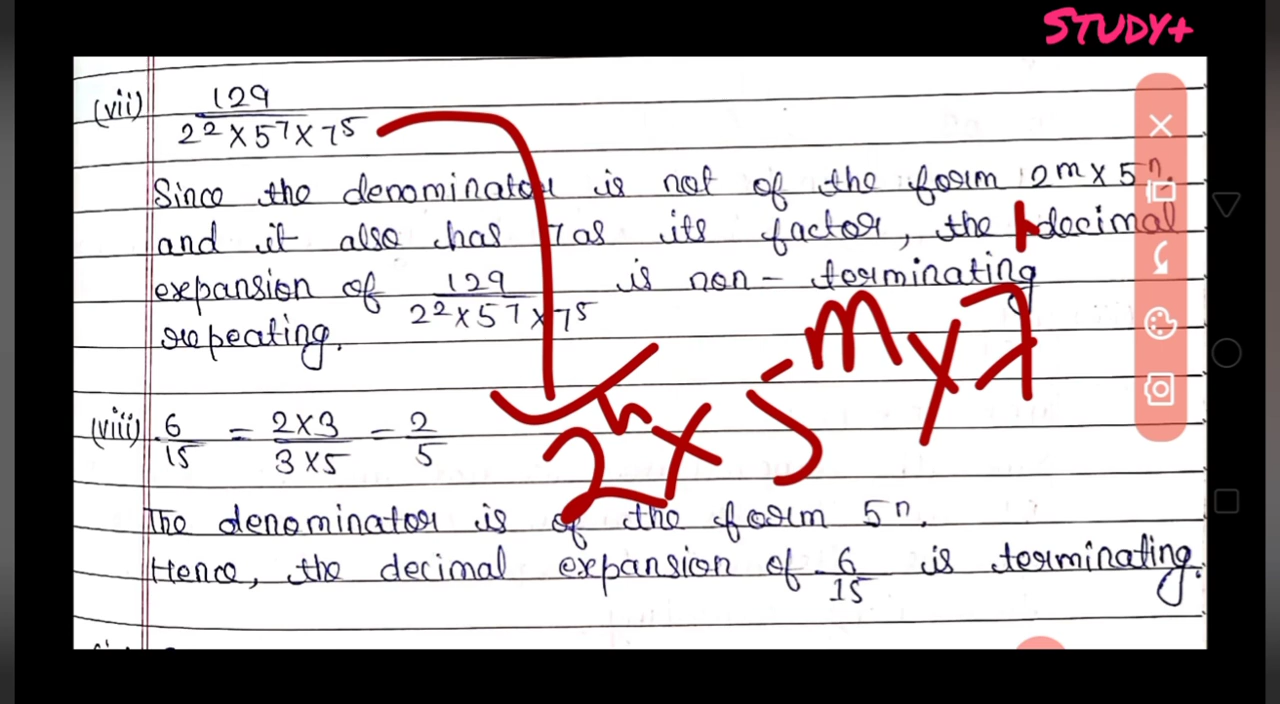 STUDY+
(vii) 129 / 2² × 5⁷ × 7⁵
Since the denominator is not of the form 2m × 5ⁿ.
and it also has 7 as its factor, the decimal
expansion of 129 / 2² × 5⁷ × 7⁵ is non - terminating
repeating.
2ⁿ × 5ᵐ × 7
(viii) 6/15 = 2×3 / 3×5 = 2/5
The denominator is of the form 5ⁿ.
Hence, the decimal expansion of 6/15 is terminating.